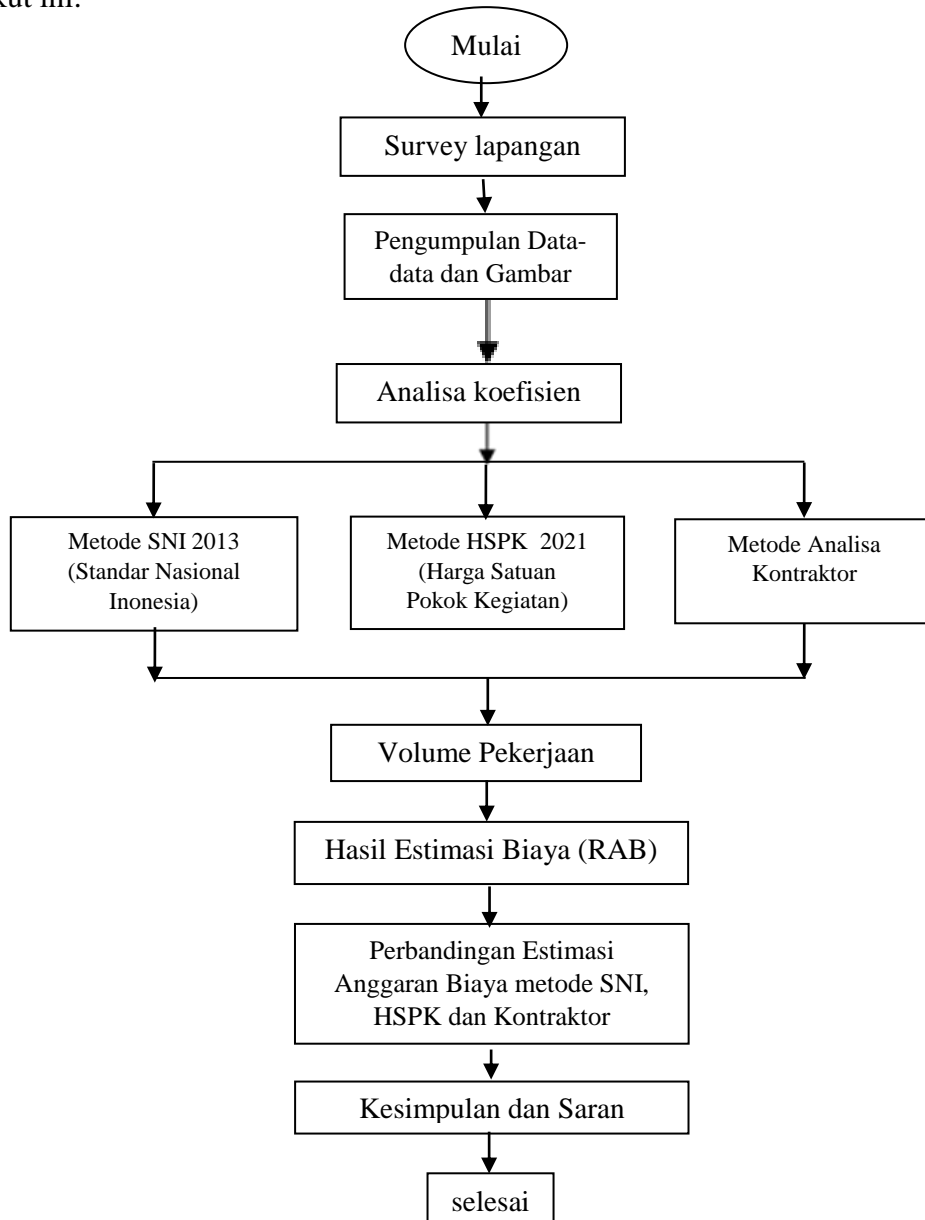 kut ini:
Mulai
Survey lapangan
Pengumpulan Data-
data dan Gambar
Analisa koefisien
Metode SNI 2013
(Standar Nasional
Inonesia)
Metode HSPK 2021
(Harga Satuan
Pokok Kegiatan)
Metode Analisa
Kontraktor
Volume Pekerjaan
Hasil Estimasi Biaya (RAB)
Perbandingan Estimasi
Anggaran Biaya metode SNI,
HSPK dan Kontraktor
Kesimpulan dan Saran
selesai